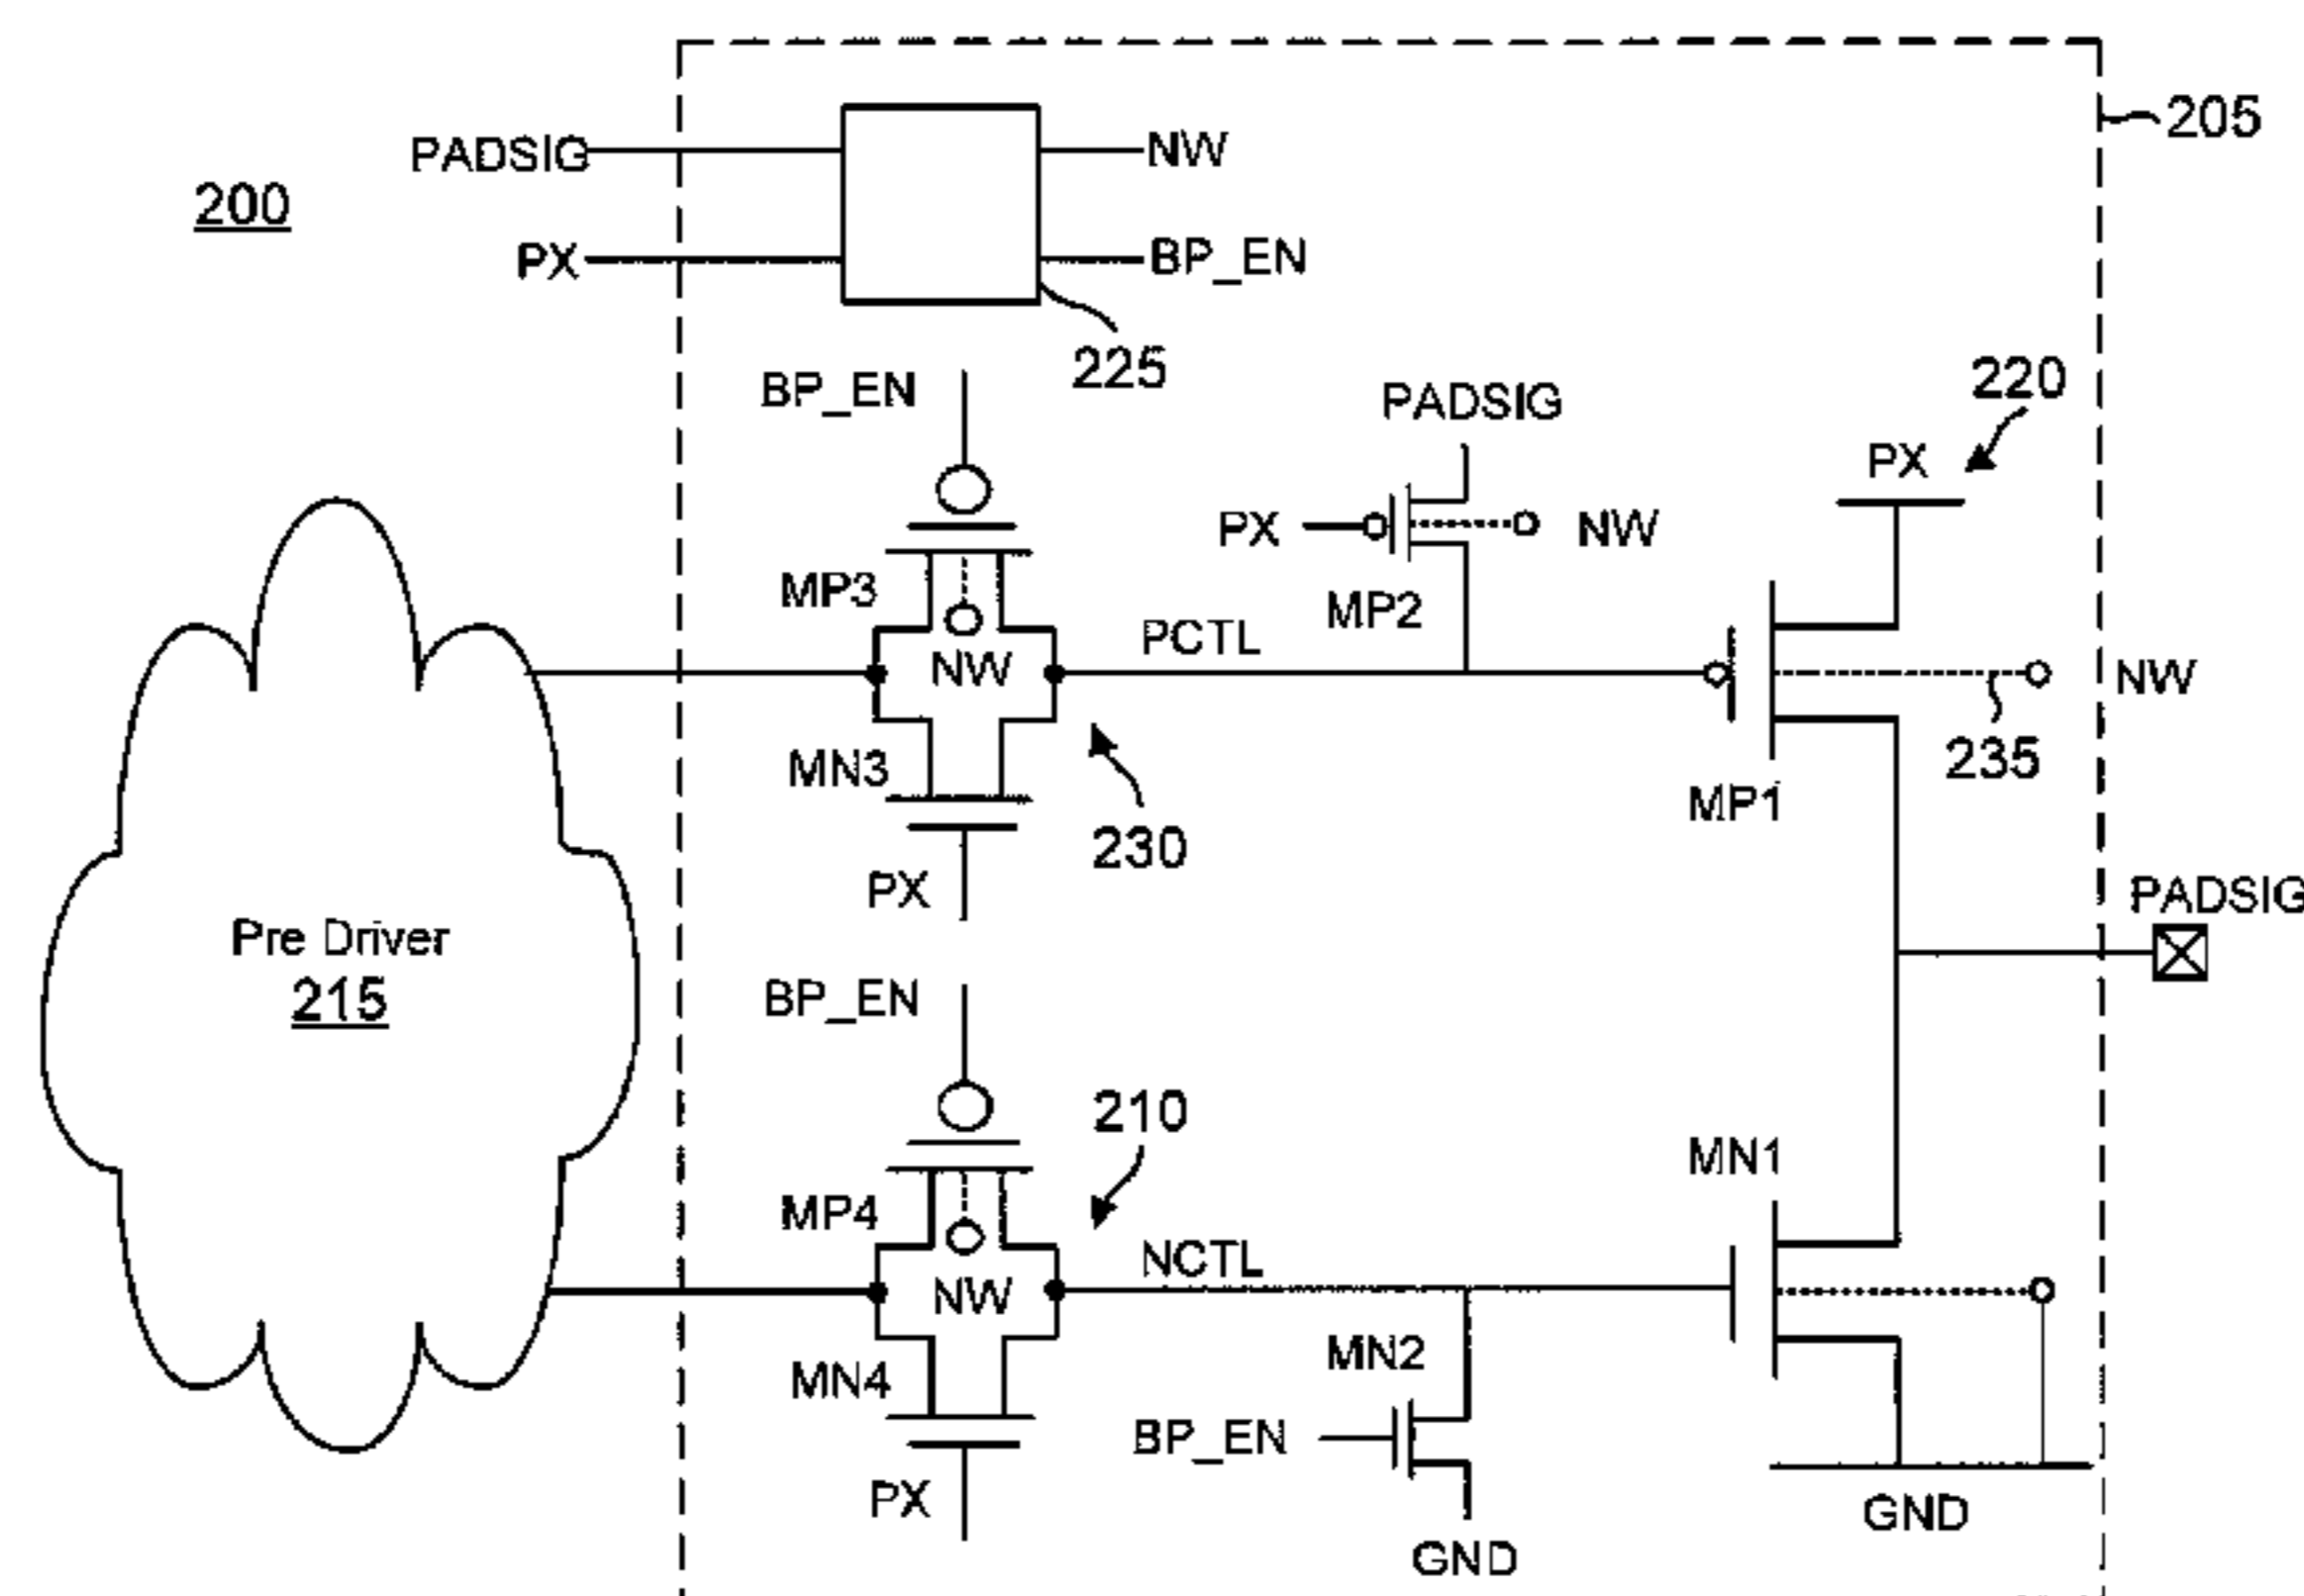 205
PADSIG
NW
200
PX
BP_EN
225
BP_EN
PADSIG
220
PX
PX
NW
MP3
MP2
PCTL
NW
NW
235
MN3
MP1
230
PX
PADSIG
Pre Driver
215
BP_EN
210
MN1
MP4
NCTL
NW
MN2
MN4
BP_EN
PX
GND
GND